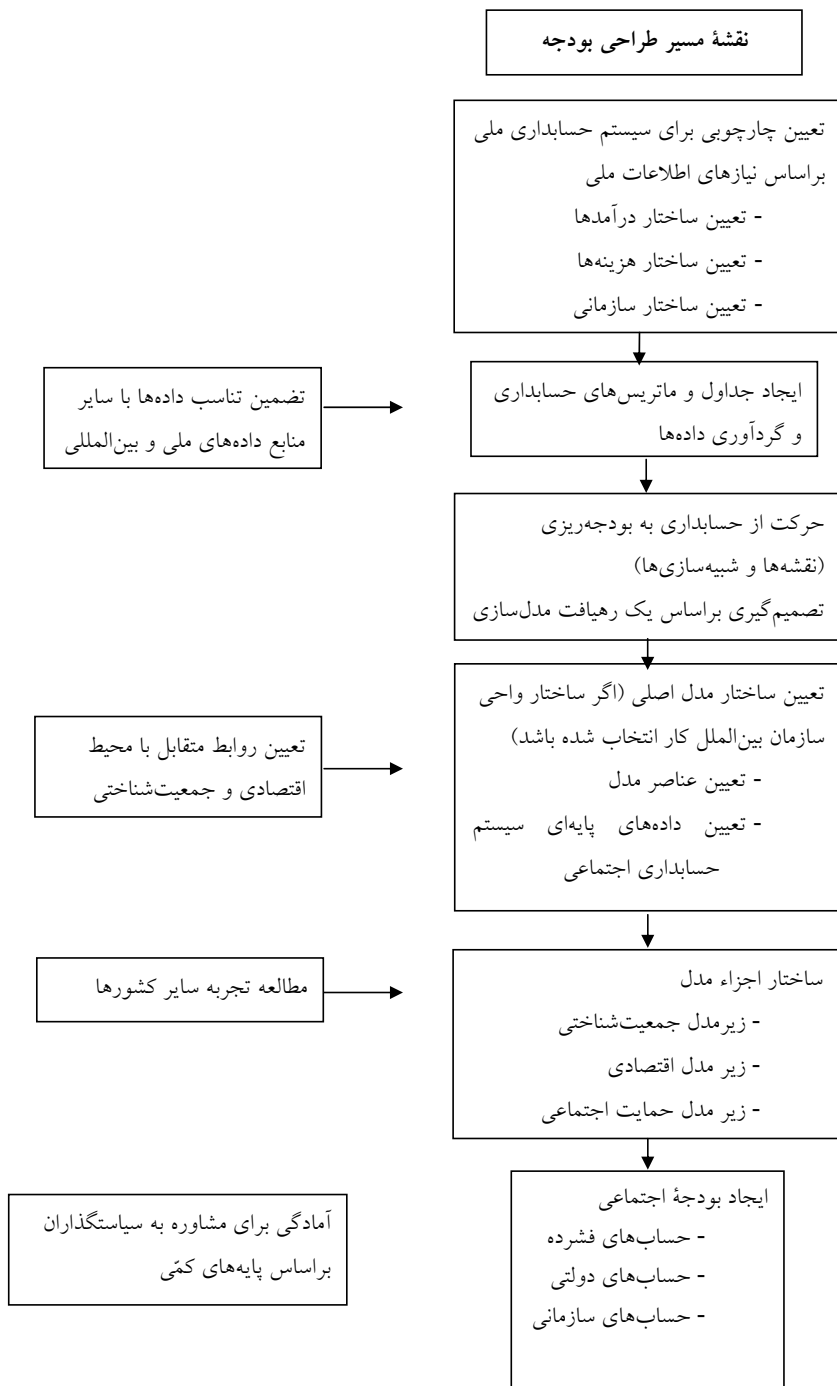 نقشهٔ مسیر طراحی بودجه
تعیین چارچوبی برای سیستم حسابداری ملی
براساس نیازهای اطلاعات ملی
- تعیین ساختار درآمدها
- تعیین ساختار هزینه‌ها
- تعیین ساختار سازمانی
ایجاد جداول و ماتریس‌های حسابداری
و گردآوری داده‌ها
تضمین تناسب داده‌ها با سایر
منابع داده‌های ملی و بین‌المللی
حرکت از حسابداری به بودجه‌ریزی
(نقشه‌ها و شبیه‌سازی‌ها)
تصمیم‌گیری براساس یک رهیافت مدل‌سازی
تعیین ساختار مدل اصلی (اگر ساختار واحی
سازمان بین‌الملل کار انتخاب شده باشد)
- تعیین عناصر مدل
- تعیین داده‌های پایه‌ای سیستم
حسابداری اجتماعی
تعیین روابط متقابل با محیط
اقتصادی و جمعیت‌شناختی
ساختار اجزاء مدل
- زیرمدل جمعیت‌شناختی
- زیر مدل اقتصادی
- زیر مدل حمایت اجتماعی
مطالعه تجربه سایر کشورها
ایجاد بودجهٔ اجتماعی
- حساب‌های فشرده
- حساب‌های دولتی
- حساب‌های سازمانی
آمادگی برای مشاوره به سیاستگذاران
براساس پایه‌های کمّی